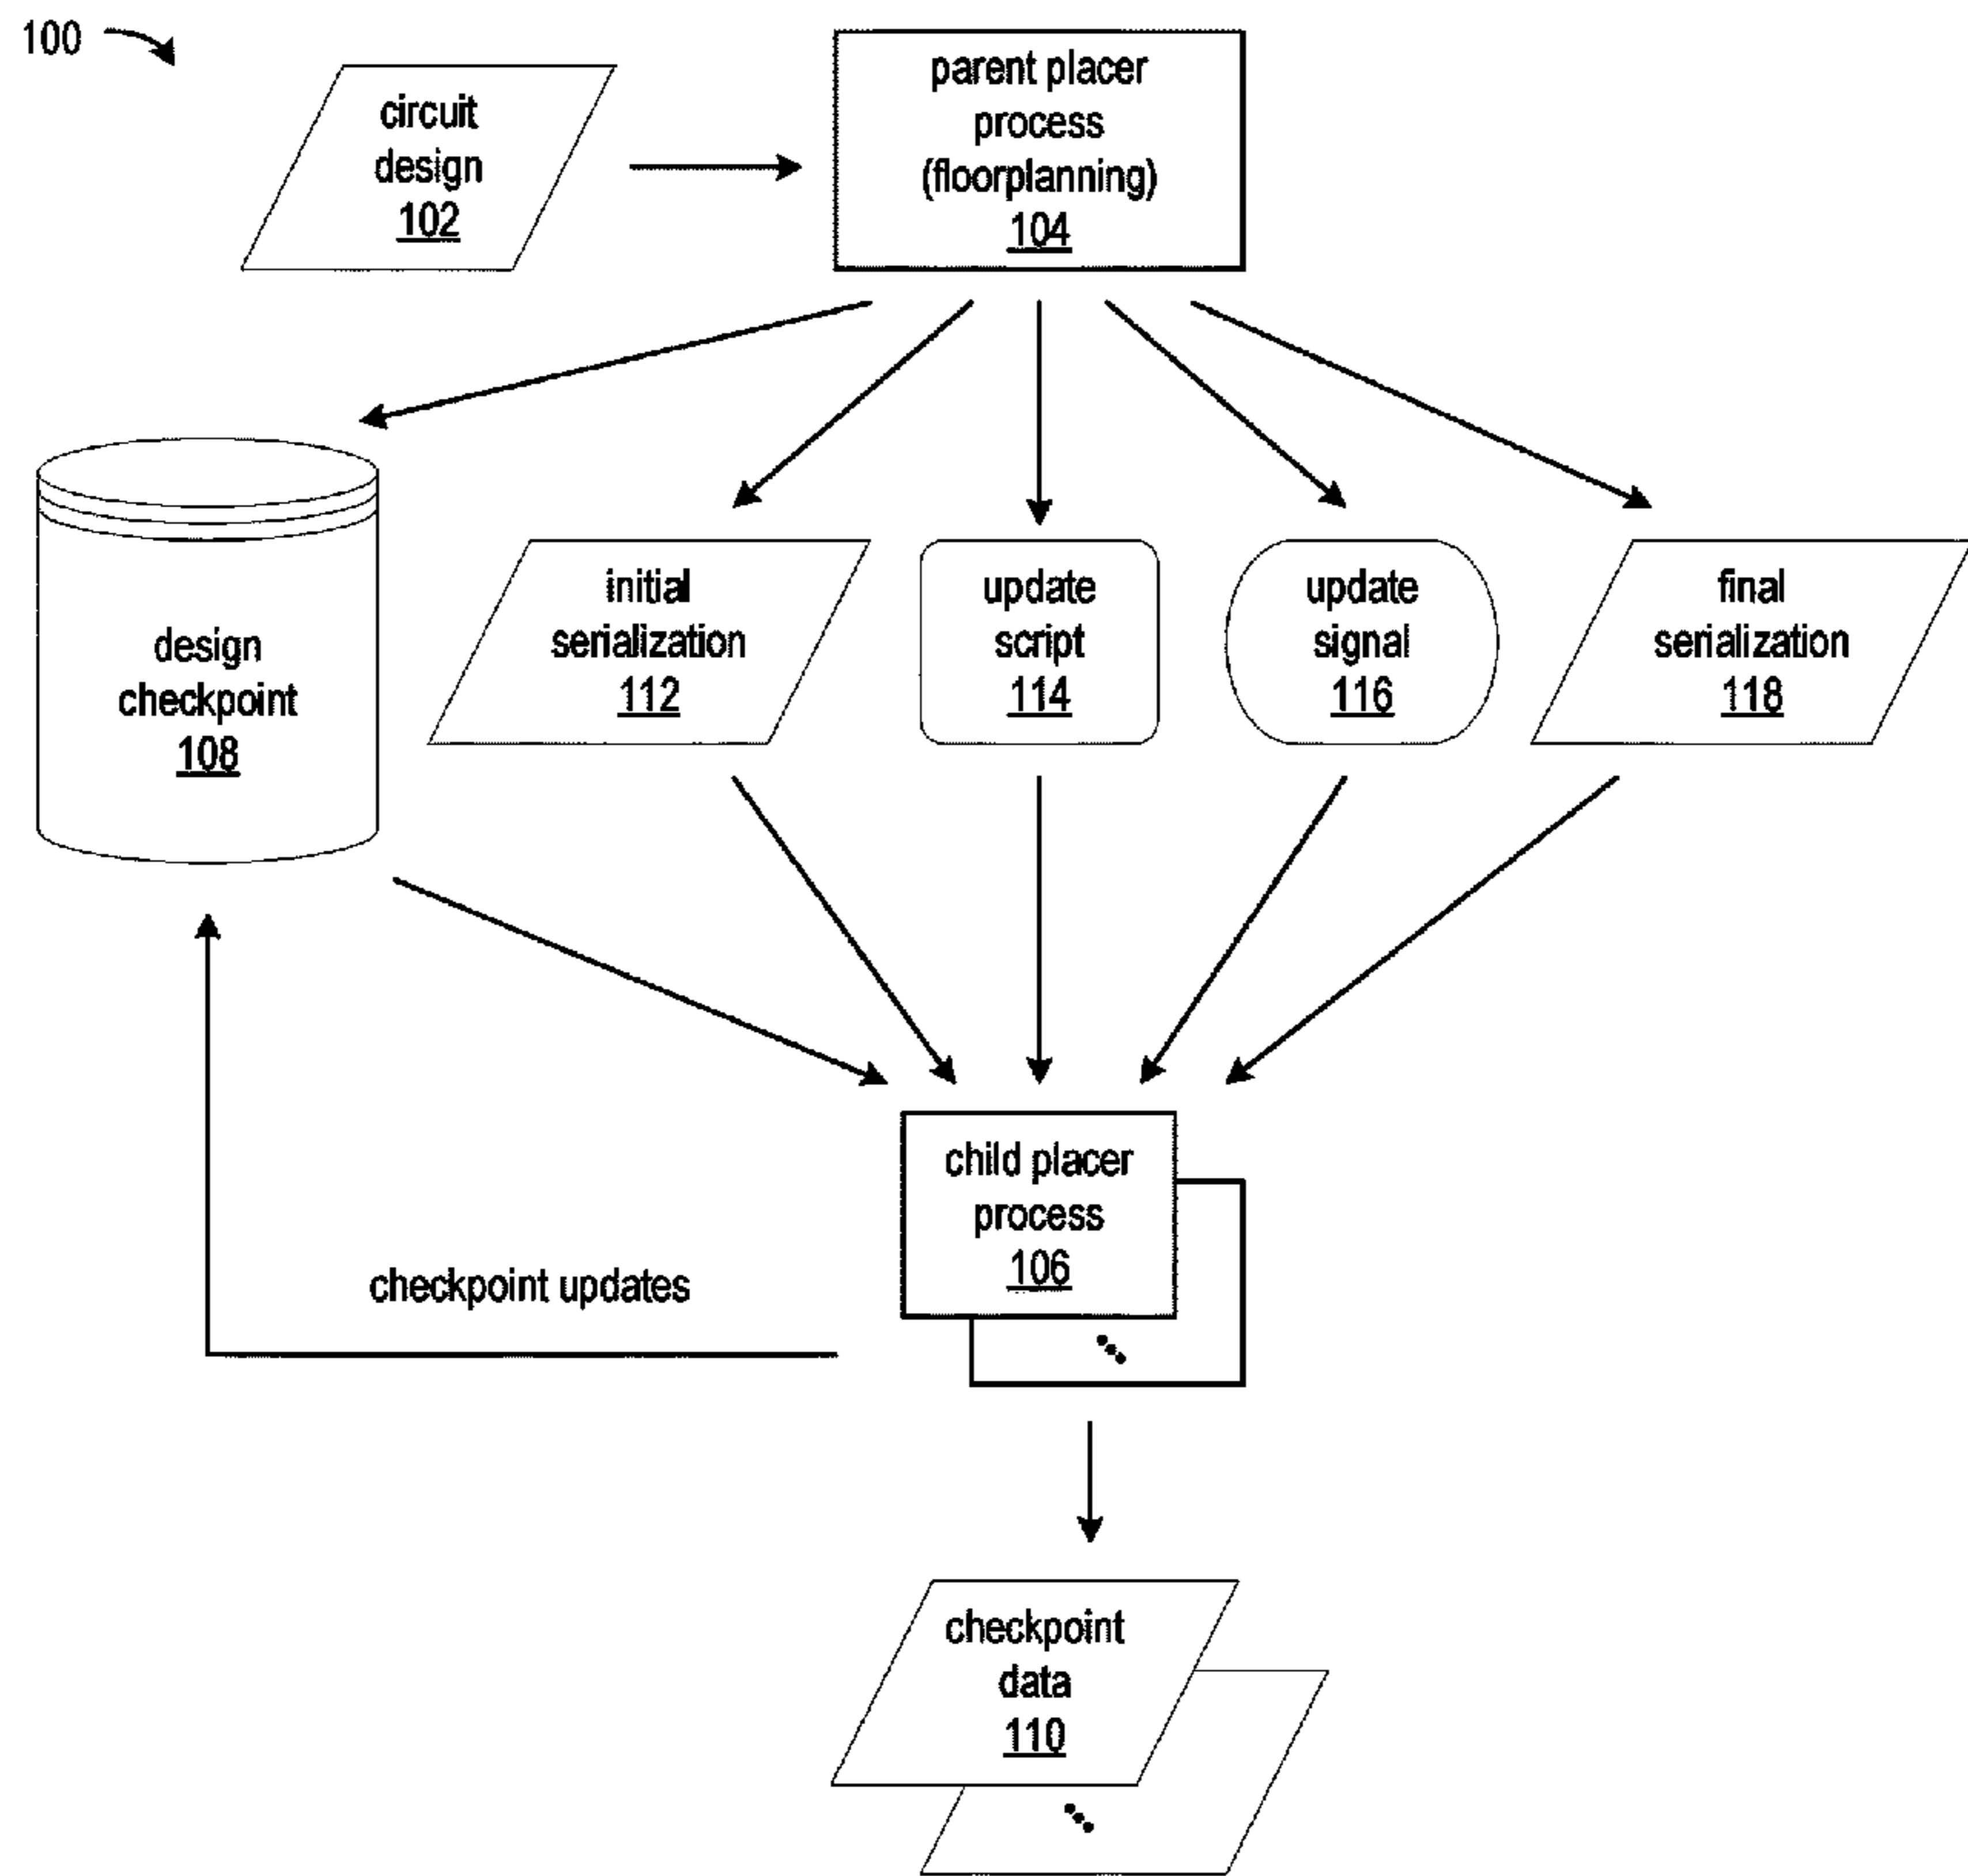 100
circuit
design
102
parent placer
process
(floorplanning)
104
design
checkpoint
108
initial
serialization
112
update
script
114
update
signal
116
final
serialization
118
child placer
process
106
checkpoint updates
checkpoint
data
110